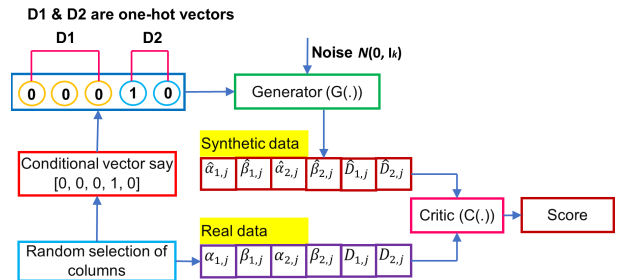 D1 & D2 are one-hot vectors
D1 D2
Noise N(0, Iₖ)
0 0 0 1 0
Generator (G(.))
Synthetic data
Conditional vector say
[0, 0, 0, 1, 0]
α̂₁,ⱼ β̂₁,ⱼ α̂₂,ⱼ β̂₂,ⱼ D̂₁,ⱼ D̂₂,ⱼ
Critic (C(.))
Score
Real data
Random selection of
columns
α₁,ⱼ β₁,ⱼ α₂,ⱼ β₂,ⱼ D₁,ⱼ D₂,ⱼ